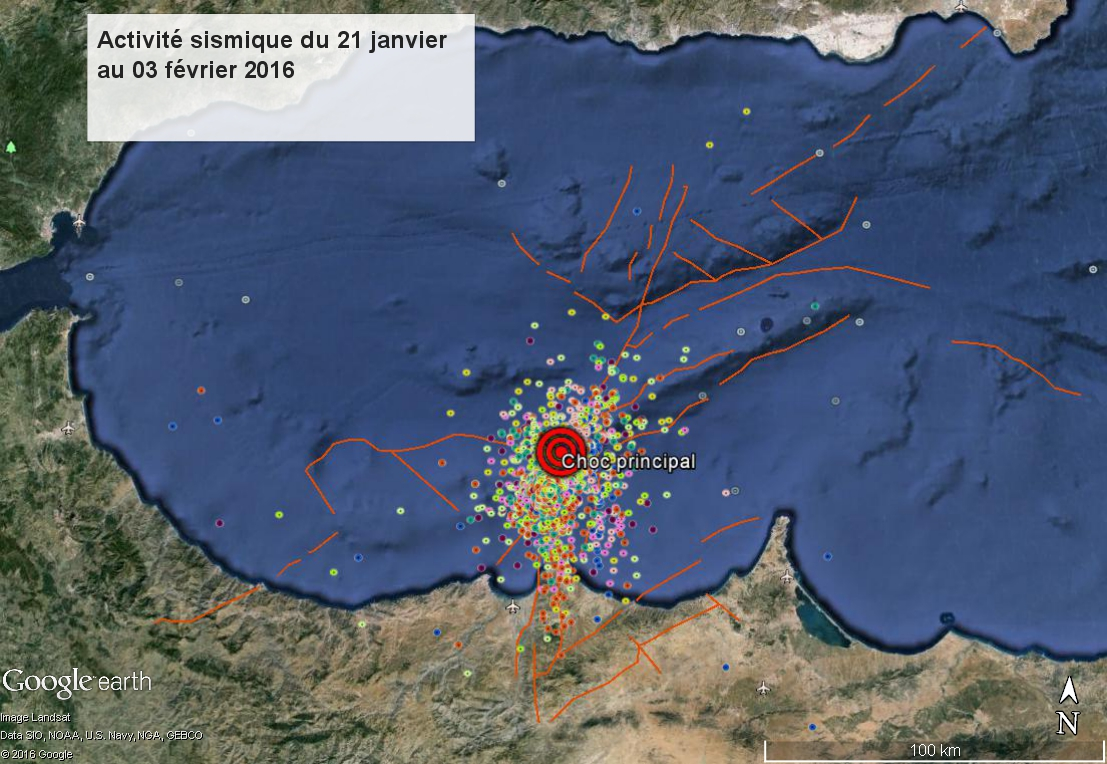 Activité sismique du 21 janvier
au 03 février 2016
Choc principal
Google earth
Image Landsat
Data SIO, NOAA, U.S. Navy, NGA, GEBCO
© 2016 Google
N
100 km